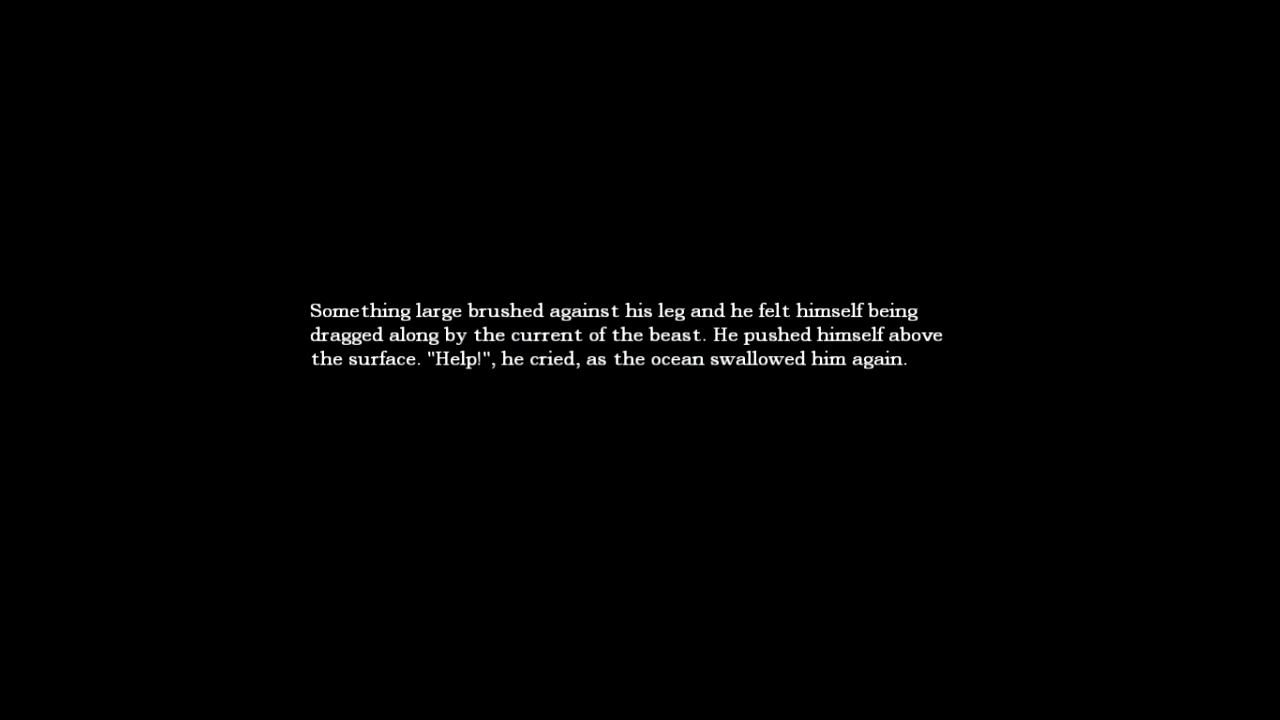 Something large brushed against his leg and he felt himself being
dragged along by the current of the beast. He pushed himself above
the surface. "Help!", he cried, as the ocean swallowed him again.